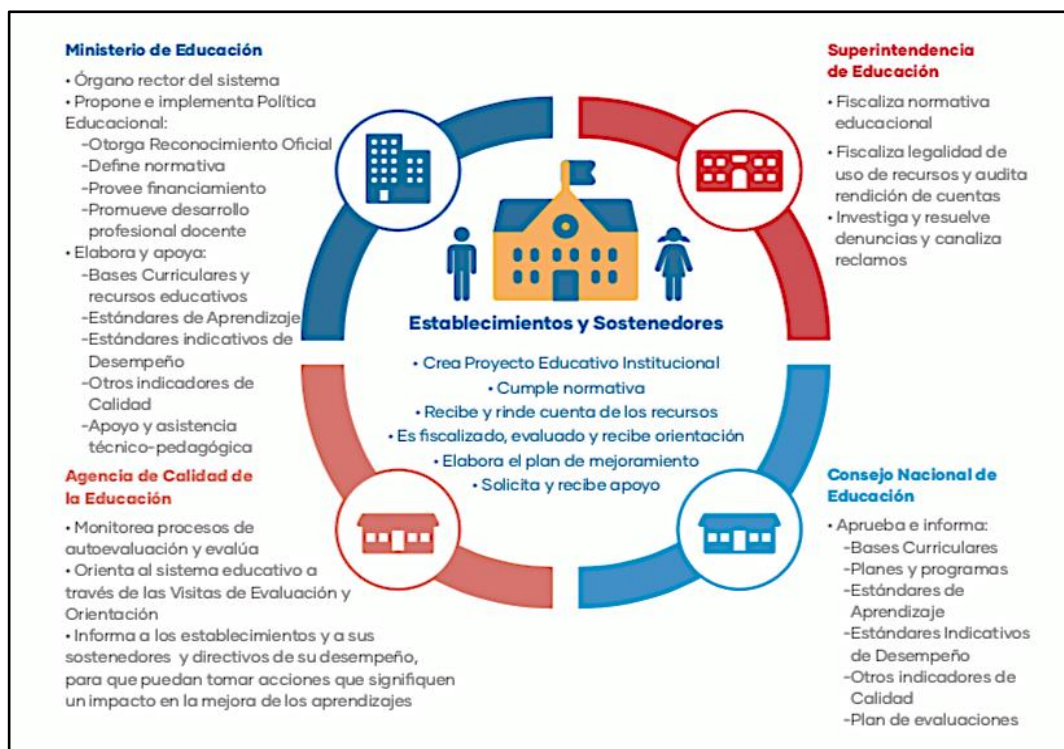 Ministerio de Educación
• Órgano rector del sistema
• Propone e implementa Política
Educacional:
-Otorga Reconocimiento Oficial
-Define normativa
-Provee financiamiento
-Promueve desarrollo
profesional docente
• Elabora y apoya:
-Bases Curriculares y
recursos educativos
-Estándares de Aprendizaje
-Estándares indicativos de
Desempeño
-Otros indicadores de
Calidad
-Apoyo y asistencia
técnico-pedagógica
Superintendencia
de Educación
• Fiscaliza normativa
educacional
• Fiscaliza legalidad de
uso de recursos y audita
rendición de cuentas
• Investiga y resuelve
denuncias y canaliza
reclamos
Establecimientos y Sostenedores
• Crea Proyecto Educativo Institucional
• Cumple normativa
• Recibe y rinde cuenta de los recursos
• Es fiscalizado, evaluado y recibe orientación
• Elabora el plan de mejoramiento
• Solicita y recibe apoyo
Agencia de Calidad de
la Educación
• Monitorea procesos de
autoevaluación y evalúa
• Orienta al sistema educativo a
través de las Visitas de Evaluación y
Orientación
• Informa a los establecimientos y a sus
sostenedores y directivos de su desempeño,
para que puedan tomar acciones que signifiquen
un impacto en la mejora de los aprendizajes
Consejo Nacional de
Educación
• Aprueba e informa:
-Bases Curriculares
-Planes y programas
-Estándares de
Aprendizaje
-Estándares Indicativos
de Desempeño
-Otros indicadores de
Calidad
-Plan de evaluaciones